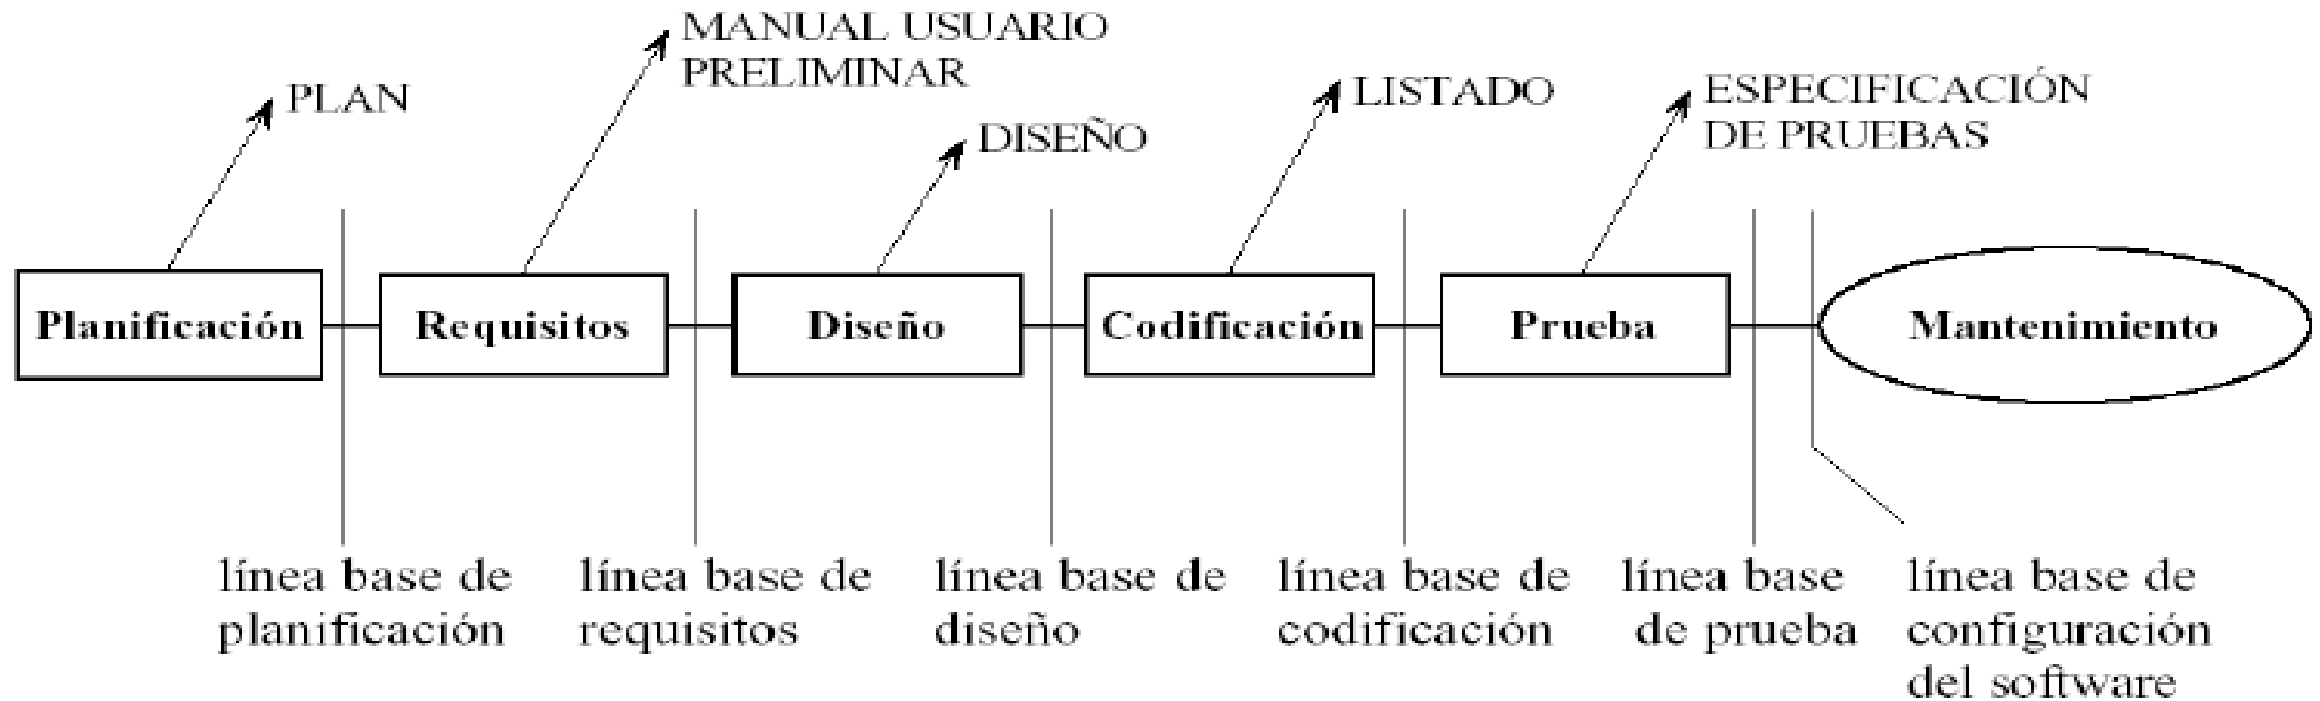 MANUAL USUARIO
PRELIMINAR
PLAN
LISTADO
ESPECIFICACIÓN
DE PRUEBAS
DISEÑO
Planificación
Requisitos
Diseño
Codificación
Prueba
Mantenimiento
línea base de
planificación
línea base de
requisitos
línea base de
diseño
línea base de
codificación
línea base
de prueba
línea base de
configuración
del software